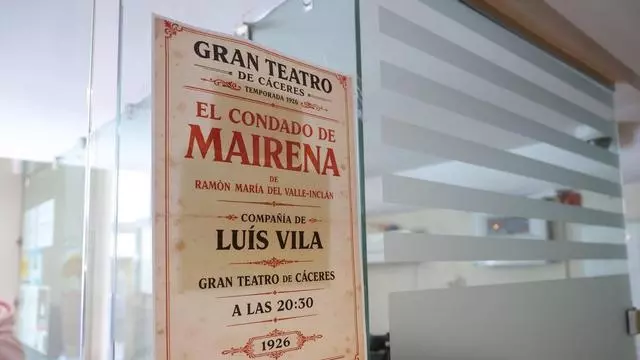 GRAN TEATRO
DE CÁCERES
TEMPORADA 1926
EL CONDADO DE
MAIRENA
DE
RAMÓN MARÍA DEL VALLE-INCLÁN
COMPAÑÍA DE
LUÍS VILA
GRAN TEATRO DE CÁCERES
A LAS 20:30
1926